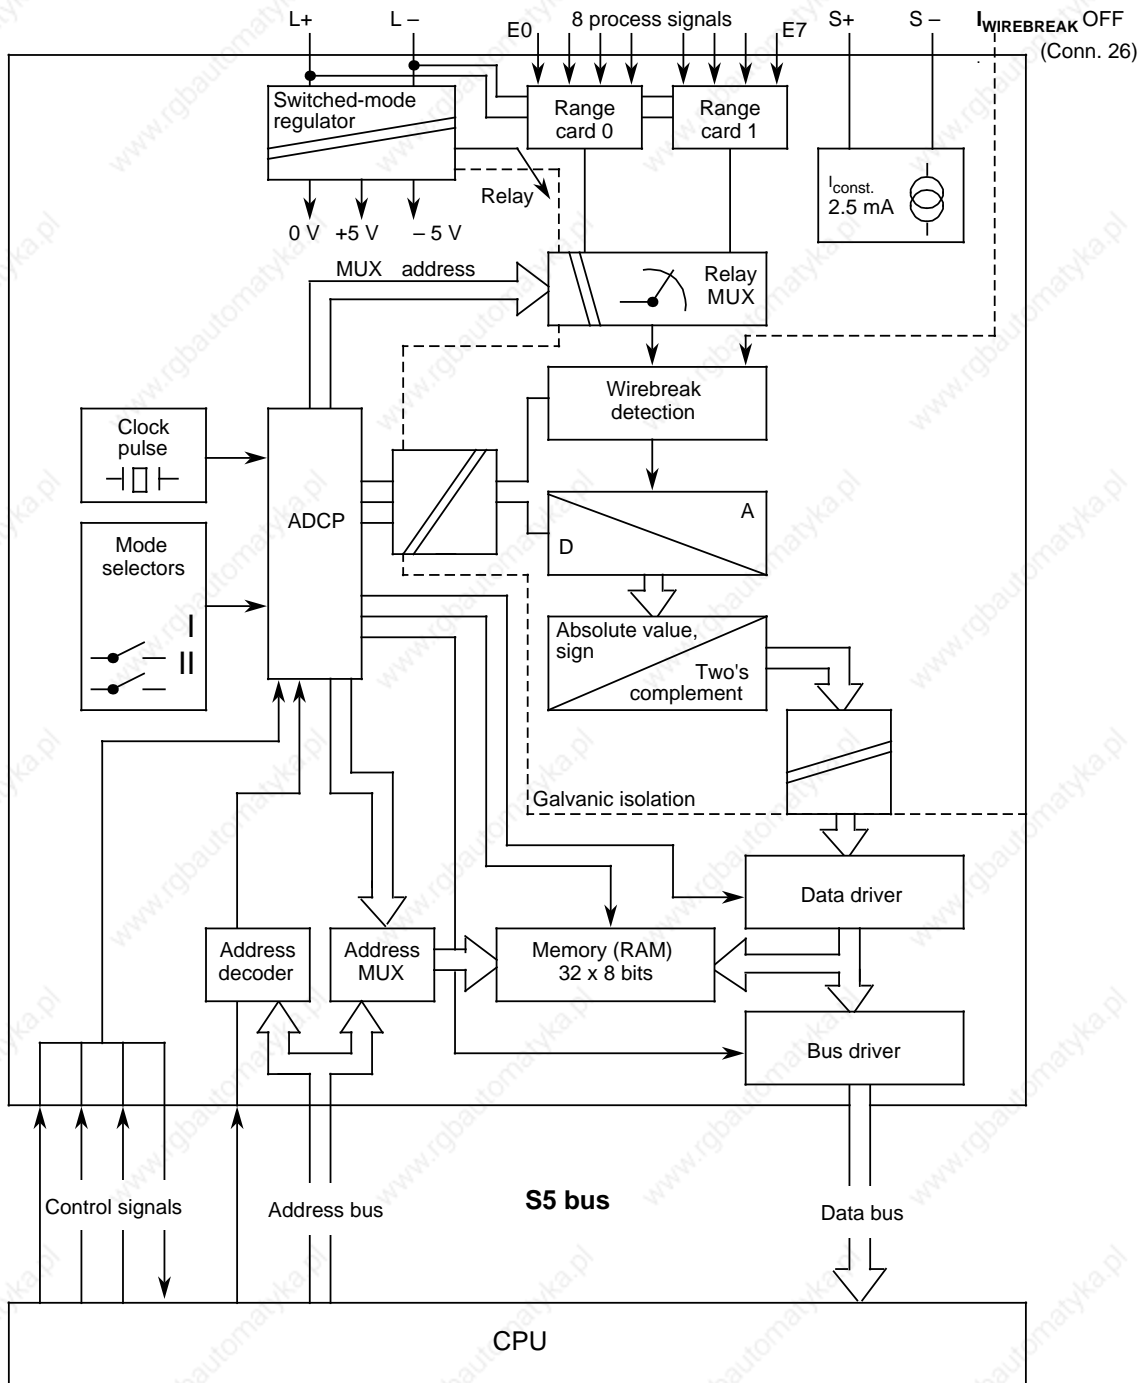 L+ L – E0 8 process signals E7 S+ S – IWIREBREAK OFF
(Conn. 26)
Switched-mode
regulator
Range
card 0
Range
card 1
Iconst.
2.5 mA
Relay
0 V +5 V – 5 V
MUX address
Relay
MUX
Wirebreak
detection
Clock
pulse
ADCP
A
D
Mode
selectors
I
II
Absolute value,
sign
Two's
complement
Galvanic isolation
Data driver
Address
decoder
Address
MUX
Memory (RAM)
32 x 8 bits
Bus driver
Control signals
Address bus
S5 bus
Data bus
CPU
www.rgbautomatyka.pl